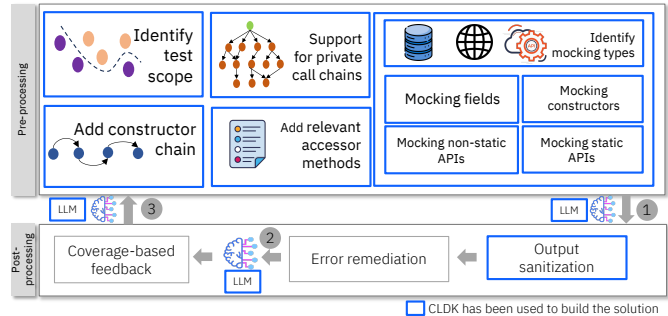 Pre-processing
Identify
test
scope
Support
for private
call chains
Identify
mocking types
API
Mocking fields
Mocking
constructors
Add constructor
chain
Add relevant
accessor
methods
Mocking non-static
APIs
Mocking static
APIs
LLM
3
LLM
1
Post-
processing
Coverage-based
feedback
2
LLM
Error remediation
Output
sanitization
CLDK has been used to build the solution